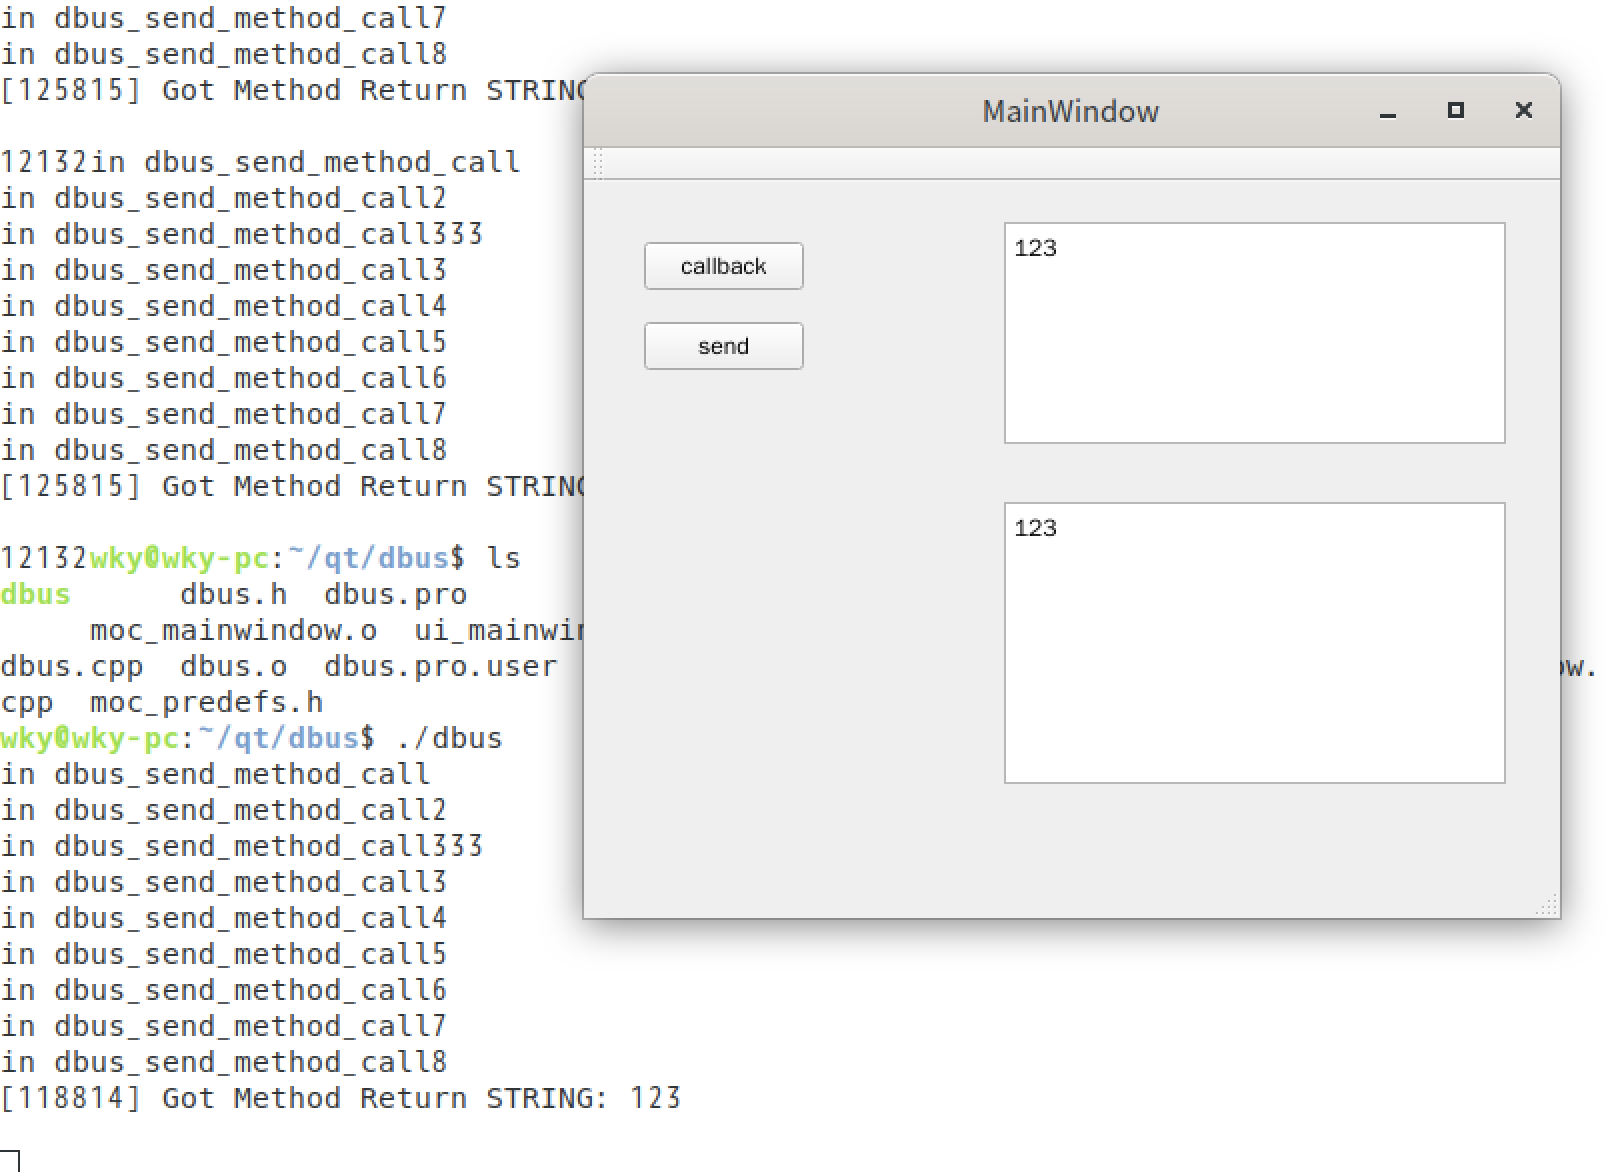 in dbus_send_method_call7
in dbus_send_method_call8
[125815] Got Method Return
12132in dbus_send_method_call
in dbus_send_method_call2
in dbus_send_method_call333
in dbus_send_method_call3
in dbus_send_method_call4
in dbus_send_method_call5
in dbus_send_method_call6
in dbus_send_method_call7
in dbus_send_method_call8
[125815] Got Method Return
12132wky@wky-pc:~/qt/dbus$ ls
dbus dbus.h dbus.pro
moc_mainwindow.o
dbus.cpp dbus.o dbus.pro.user
cpp moc_predefs.h
wky@wky-pc:~/qt/dbus$ ./dbus
in dbus_send_method_call
in dbus_send_method_call2
in dbus_send_method_call333
in dbus_send_method_call3
in dbus_send_method_call4
in dbus_send_method_call5
in dbus_send_method_call6
in dbus_send_method_call7
in dbus_send_method_call8
[118814] Got Method Return STRING: 123
MainWindow
callback
send
123
123